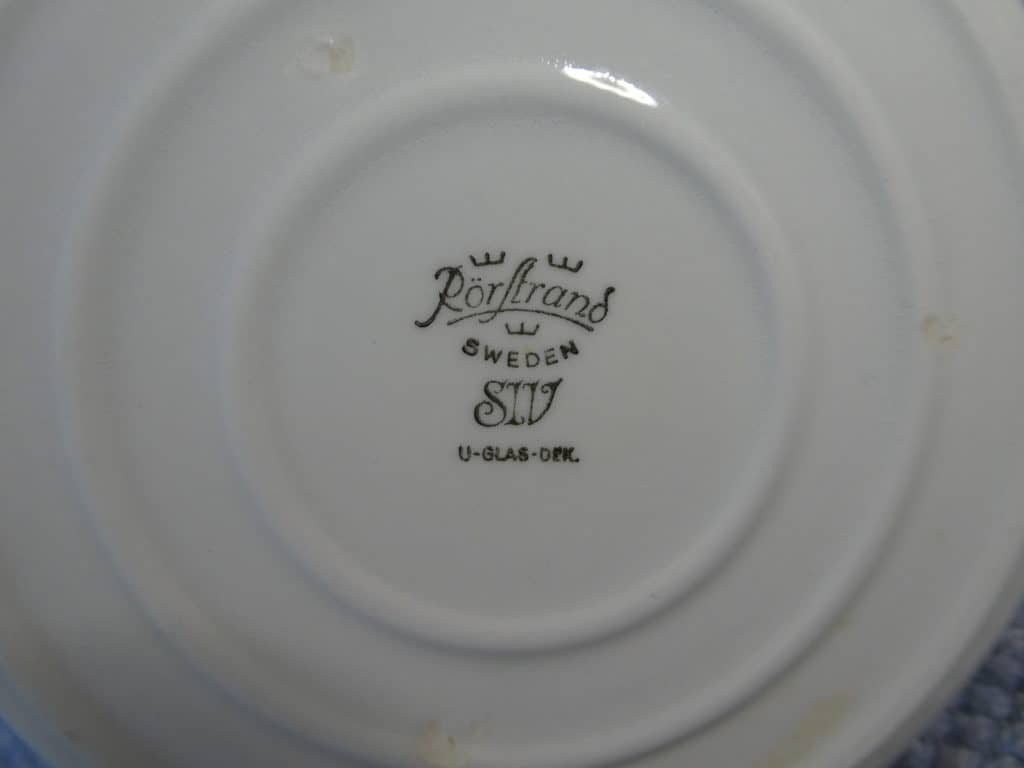 Rörstrand
SWEDEN
SIV
U-GLAS-DEK.